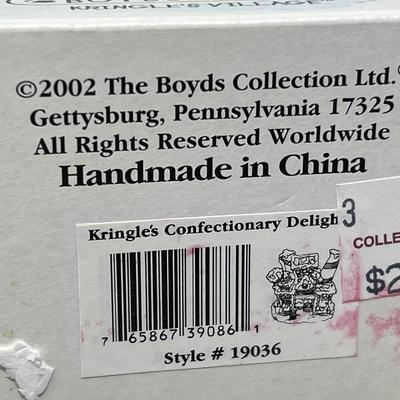 KRINGLE'S VILLAGE
©2002 The Boyds Collection Ltd.
Gettysburg, Pennsylvania 17325
All Rights Reserved Worldwide
Handmade in China
Kringle's Confectionary Deligh
3
COLLE
$2
7 65867 39086 1
Style # 19036